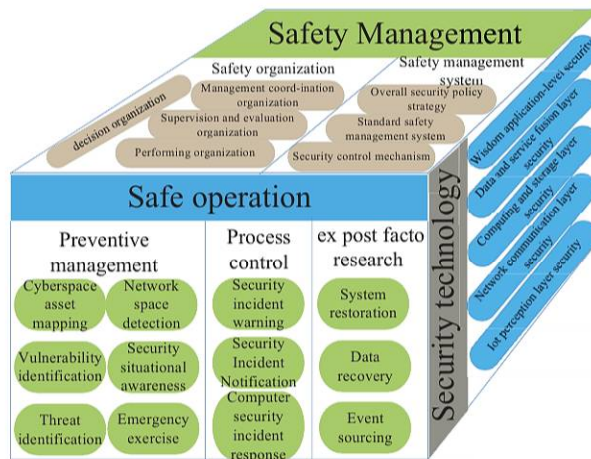 Safety Management
Safety organization
Safety management
system
decision organization
Management coord-ination
organization
Supervision and evaluation
organization
Performing organization
Overall security policy
strategy
Standard safety
management system
Security control mechanism
Safe operation
Preventive
management
Cyberspace
asset
mapping
Network
space
detection
Vulnerability
identification
Security
situational
awareness
Threat
identification
Emergency
exercise
Process
control
Security
incident
warning
Security
Incident
Notification
Computer
security
incident
response
ex post facto
research
System
restoration
Data
recovery
Event
sourcing
Security technology
Wisdom application-level security
Data and service fusion layer
security
Computing and storage layer
security
Network communication layer
security
Iot perception layer security